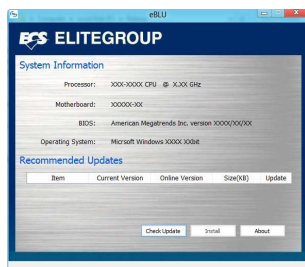 eBLU
ECS ELITEGROUP
System Information
Processor: XXX-XXXX CPU @ X.XX GHz
Motherboard: XXXXX-XX
BIOS: American Megatrends Inc. version XXXX/XX/XX
Operating System: Micrsoft Windows XXXX XXbit
Recommended Updates
Item Current Version Online Version Size(KB) Update
Check Update Install About